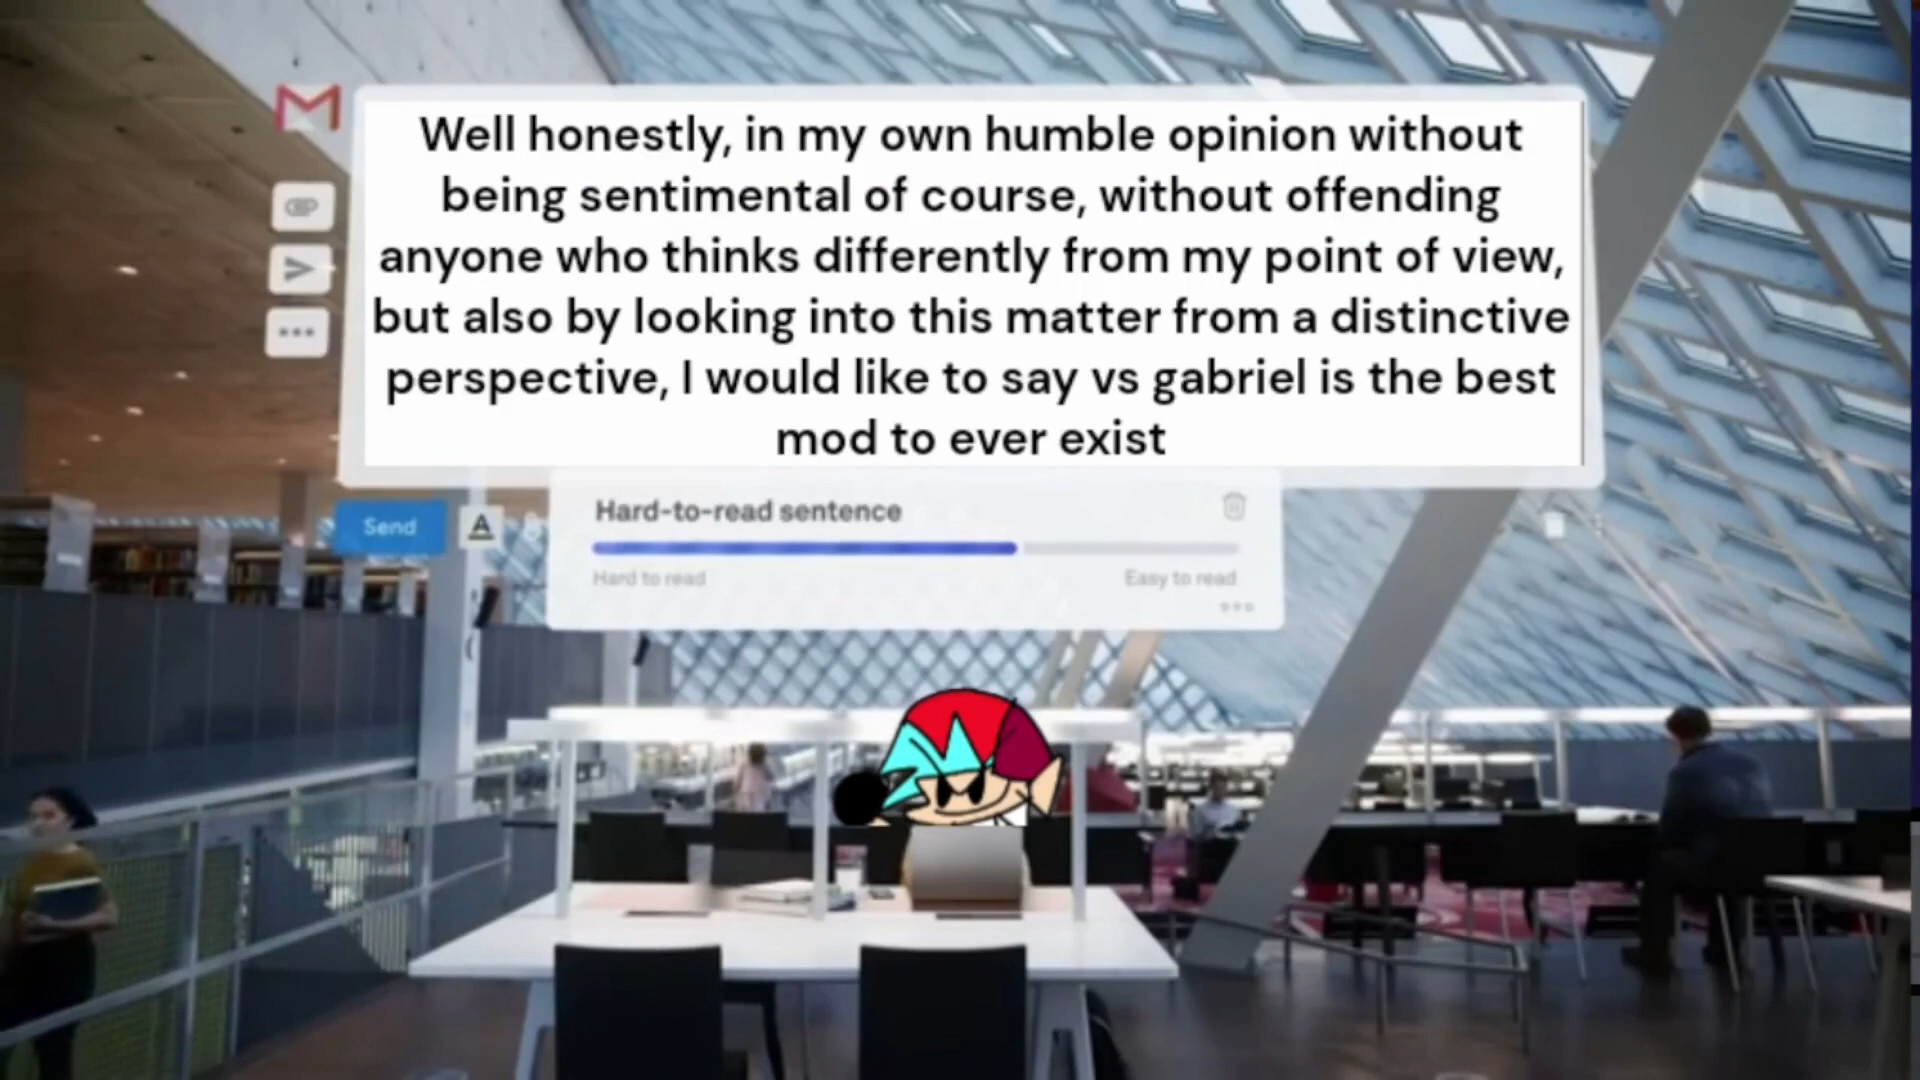 Well honestly, in my own humble opinion without
being sentimental of course, without offending
anyone who thinks differently from my point of view,
but also by looking into this matter from a distinctive
perspective, I would like to say vs gabriel is the best
mod to ever exist
Send
A
Hard-to-read sentence
Hard to read
Easy to read